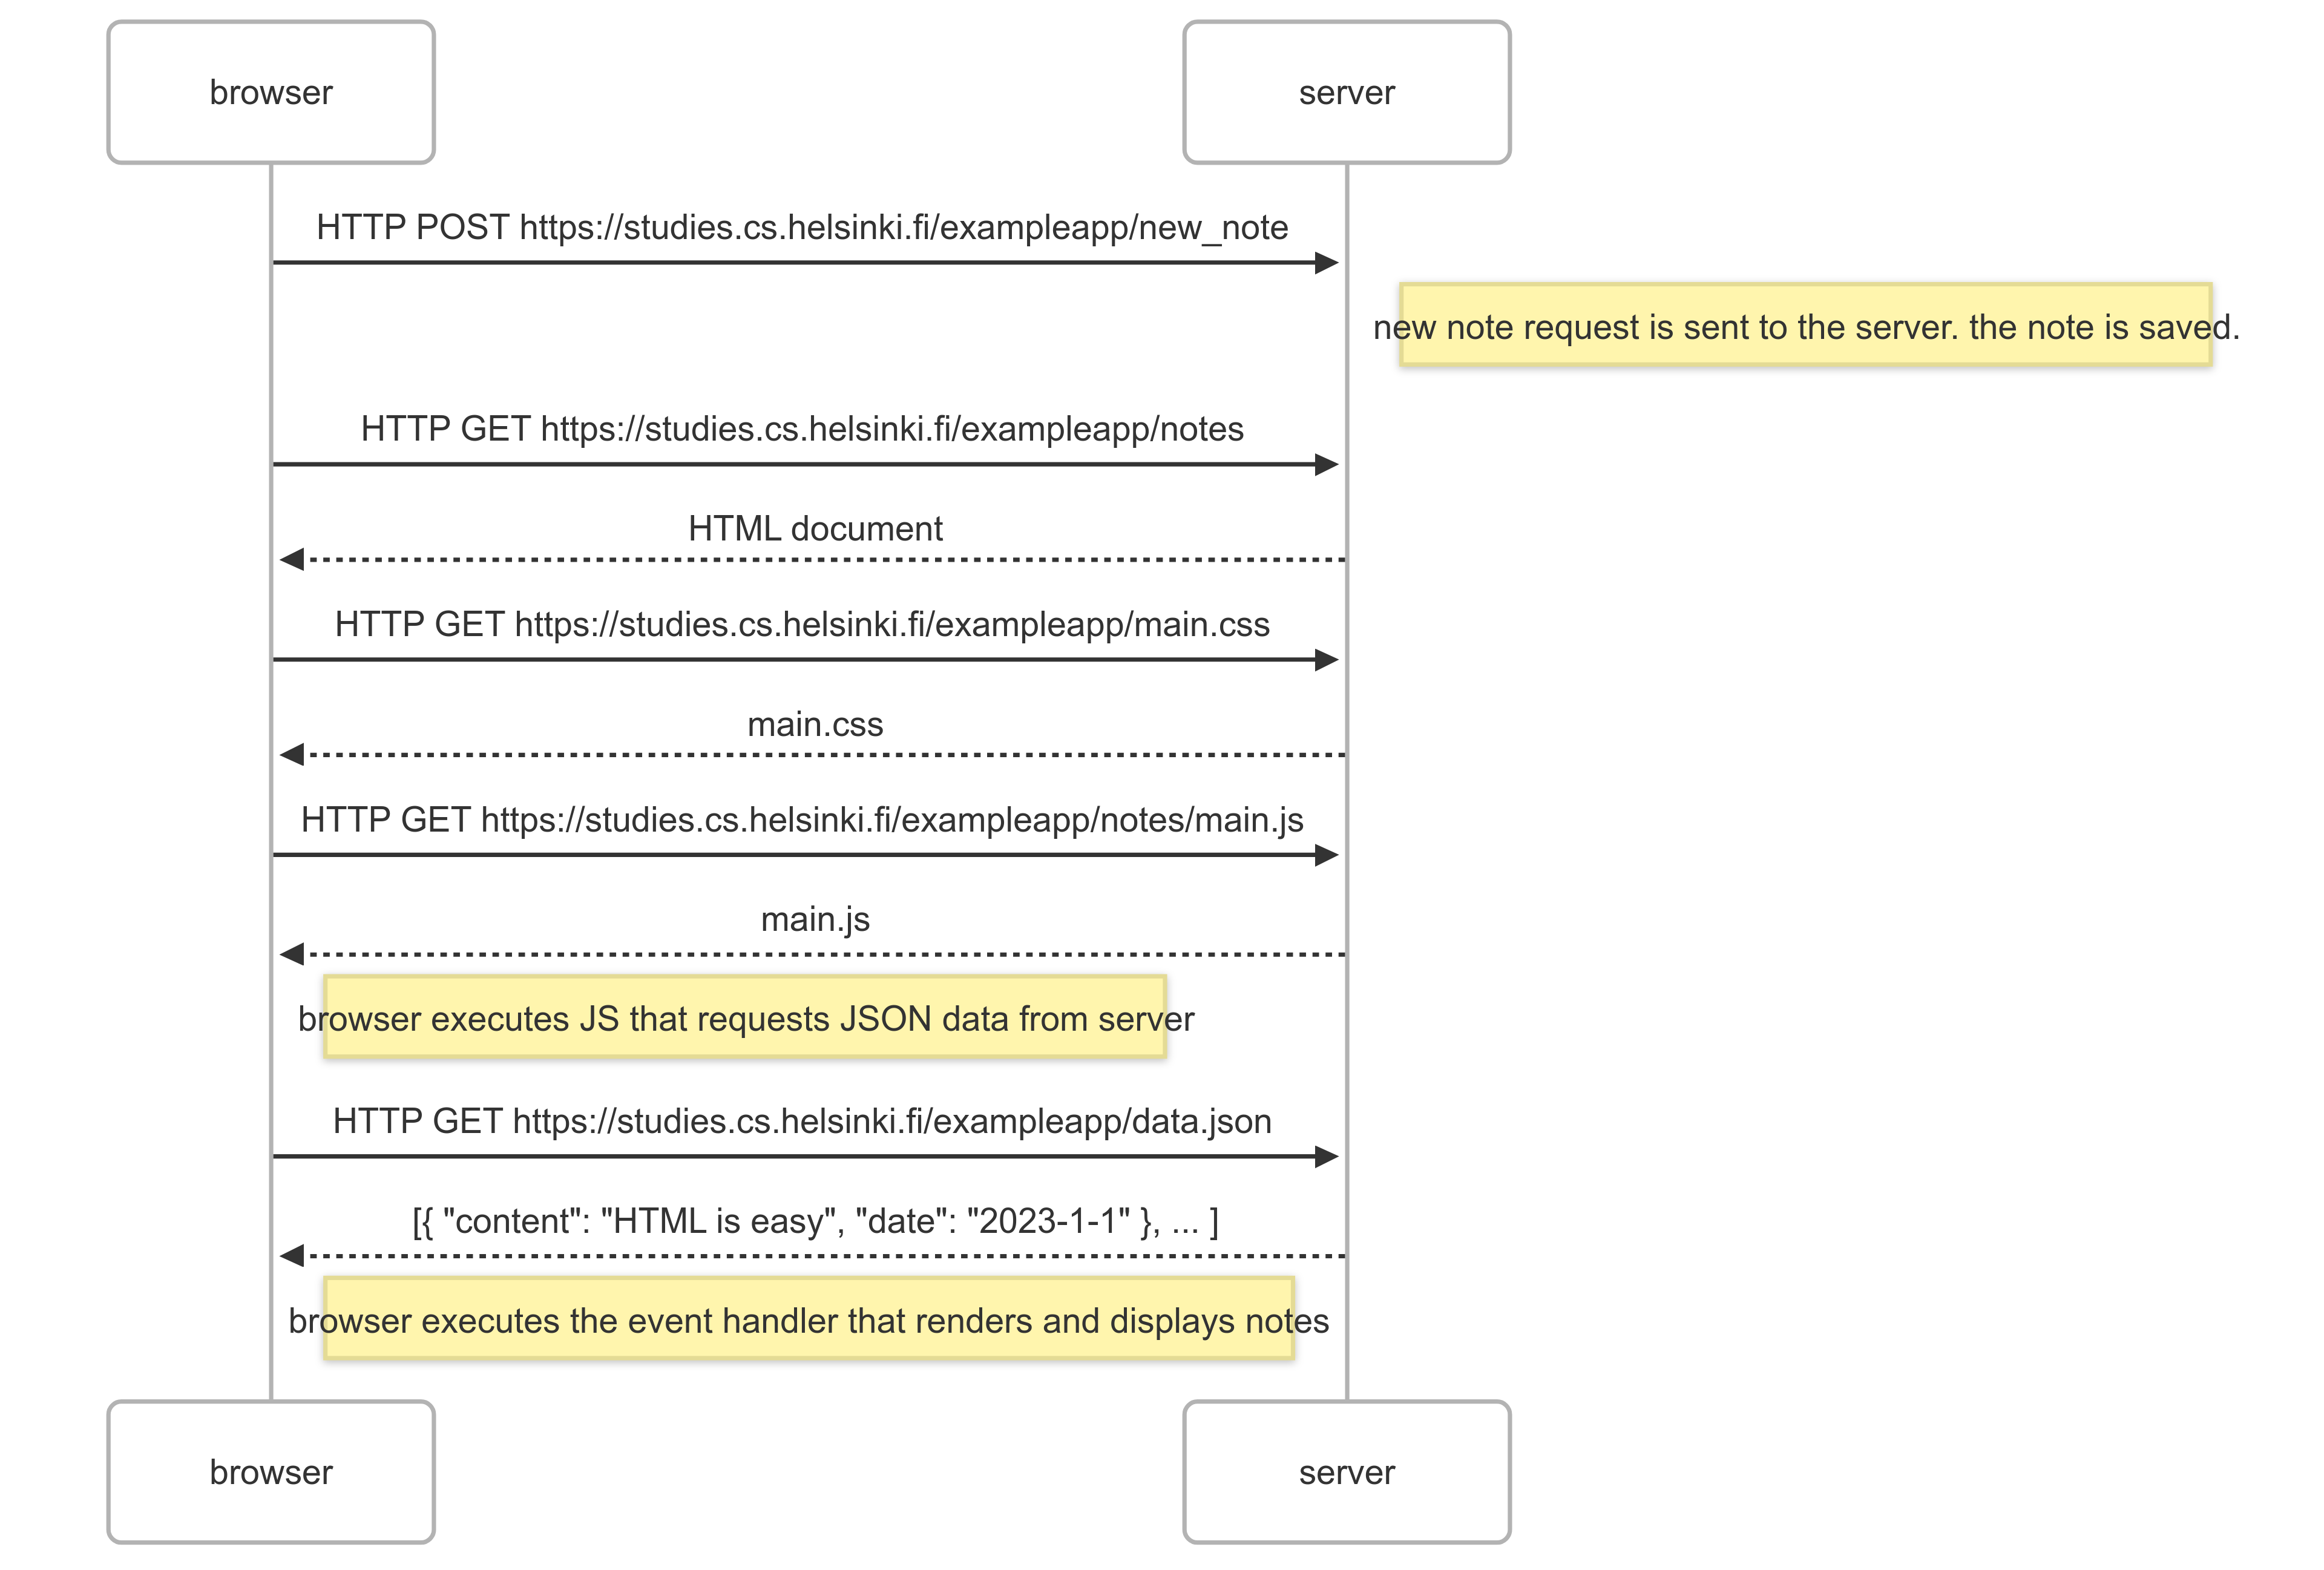 browser
server
HTTP POST https://studies.cs.helsinki.fi/exampleapp/new_note
new note request is sent to the server. the note is saved.
HTTP GET https://studies.cs.helsinki.fi/exampleapp/notes
HTML document
HTTP GET https://studies.cs.helsinki.fi/exampleapp/main.css
main.css
HTTP GET https://studies.cs.helsinki.fi/exampleapp/notes/main.js
main.js
browser executes JS that requests JSON data from server
HTTP GET https://studies.cs.helsinki.fi/exampleapp/data.json
[{ "content": "HTML is easy", "date": "2023-1-1" }, ... ]
browser executes the event handler that renders and displays notes
browser
server